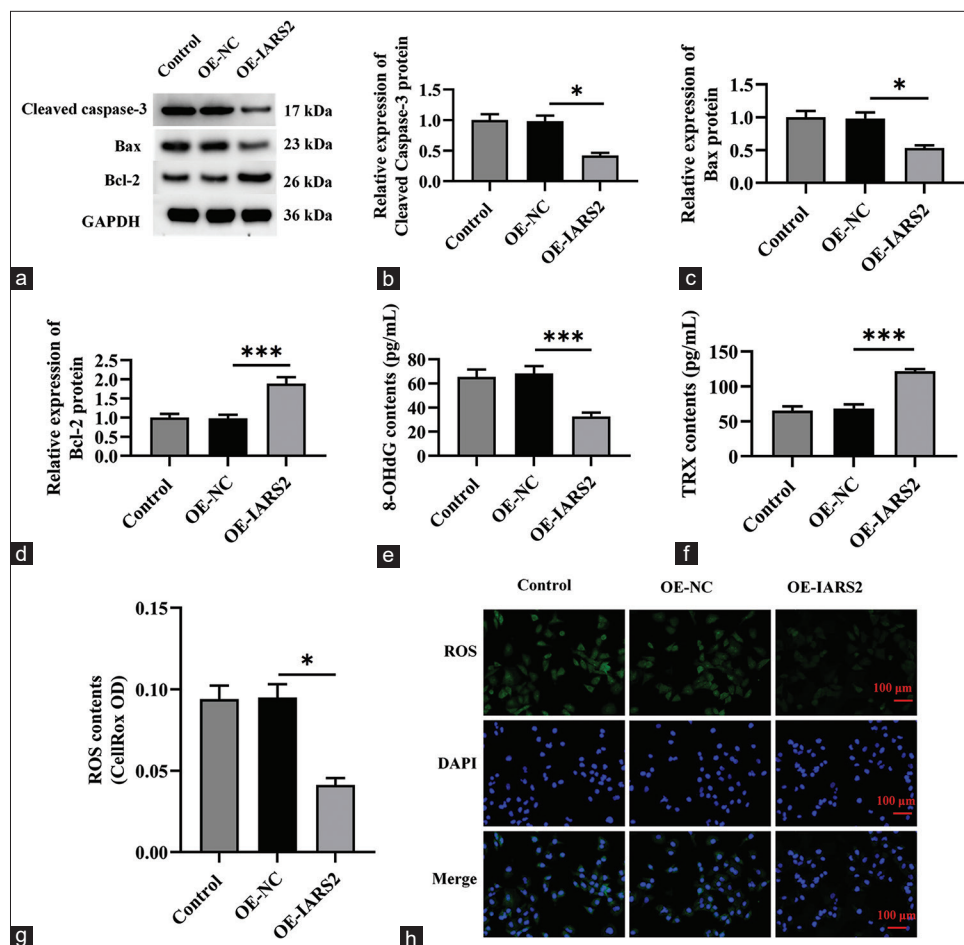 Control OE-NC OE-IARS2
Cleaved caspase-3 17 kDa
Bax 23 kDa
Bcl-2 26 kDa
GAPDH 36 kDa
a
Relative expression of
Cleaved Caspase-3 protein
1.5
1.0
0.5
0.0
*
Control OE-NC OE-IARS2
b
Relative expression of
Bax protein
1.5
1.0
0.5
0.0
*
Control OE-NC OE-IARS2
c
Relative expression of
Bcl-2 protein
2.5
2.0
1.5
1.0
0.5
0.0
***
Control OE-NC OE-IARS2
d
8-OHdG contents (pg/mL)
80
60
40
20
0
***
Control OE-NC OE-IARS2
e
TRX contents (pg/mL)
150
100
50
0
***
Control OE-NC OE-IARS2
f
ROS contents
(CellRox OD)
0.15
0.10
0.05
0.00
*
Control OE-NC OE-IARS2
g
Control OE-NC OE-IARS2
ROS
100 μm
DAPI
100 μm
Merge
100 μm
h